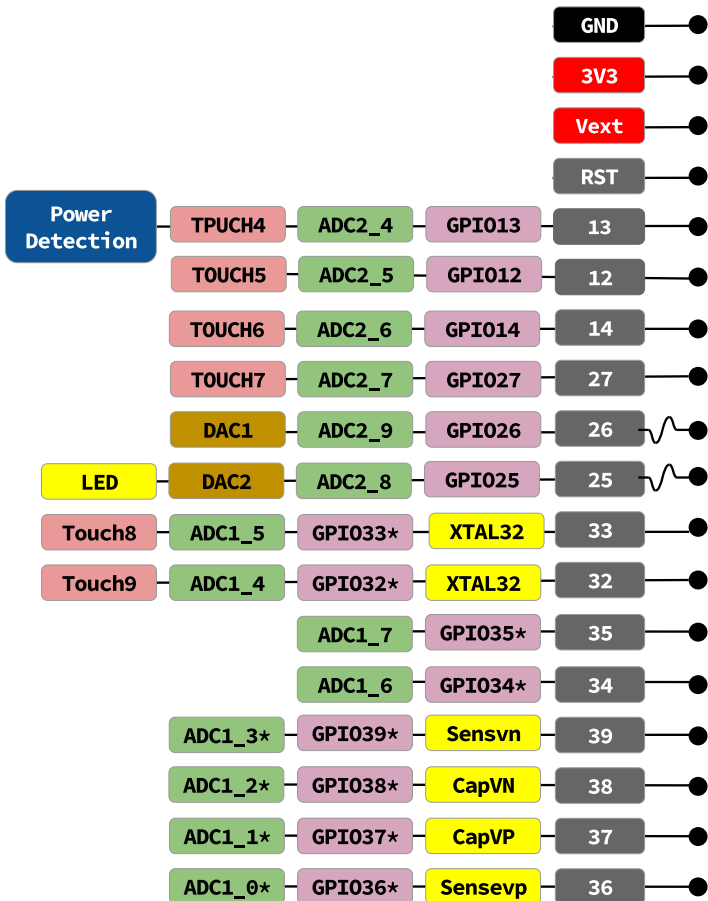 GND
3V3
Vext
RST
Power
Detection
TPUCH4 ADC2_4 GPIO13 13
TOUCH5 ADC2_5 GPIO12 12
TOUCH6 ADC2_6 GPIO14 14
TOUCH7 ADC2_7 GPIO27 27
DAC1 ADC2_9 GPIO26 26
LED DAC2 ADC2_8 GPIO25 25
Touch8 ADC1_5 GPIO33* XTAL32 33
Touch9 ADC1_4 GPIO32* XTAL32 32
ADC1_7 GPIO35* 35
ADC1_6 GPIO34* 34
ADC1_3* GPIO39* Sensvn 39
ADC1_2* GPIO38* CapVN 38
ADC1_1* GPIO37* CapVP 37
ADC1_0* GPIO36* Sensevp 36